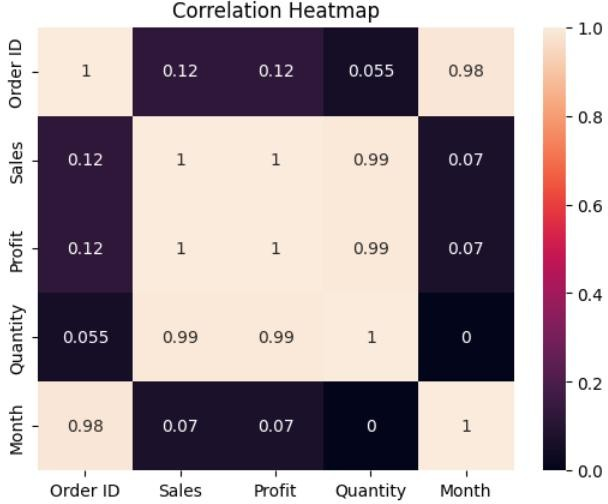 Correlation Heatmap
Order ID 1 0.12 0.12 0.055 0.98
Sales 0.12 1 1 0.99 0.07
Profit 0.12 1 1 0.99 0.07
Quantity 0.055 0.99 0.99 1 0
Month 0.98 0.07 0.07 0 1
Order ID Sales Profit Quantity Month
1.0
0.8
0.6
0.4
0.2
0.0